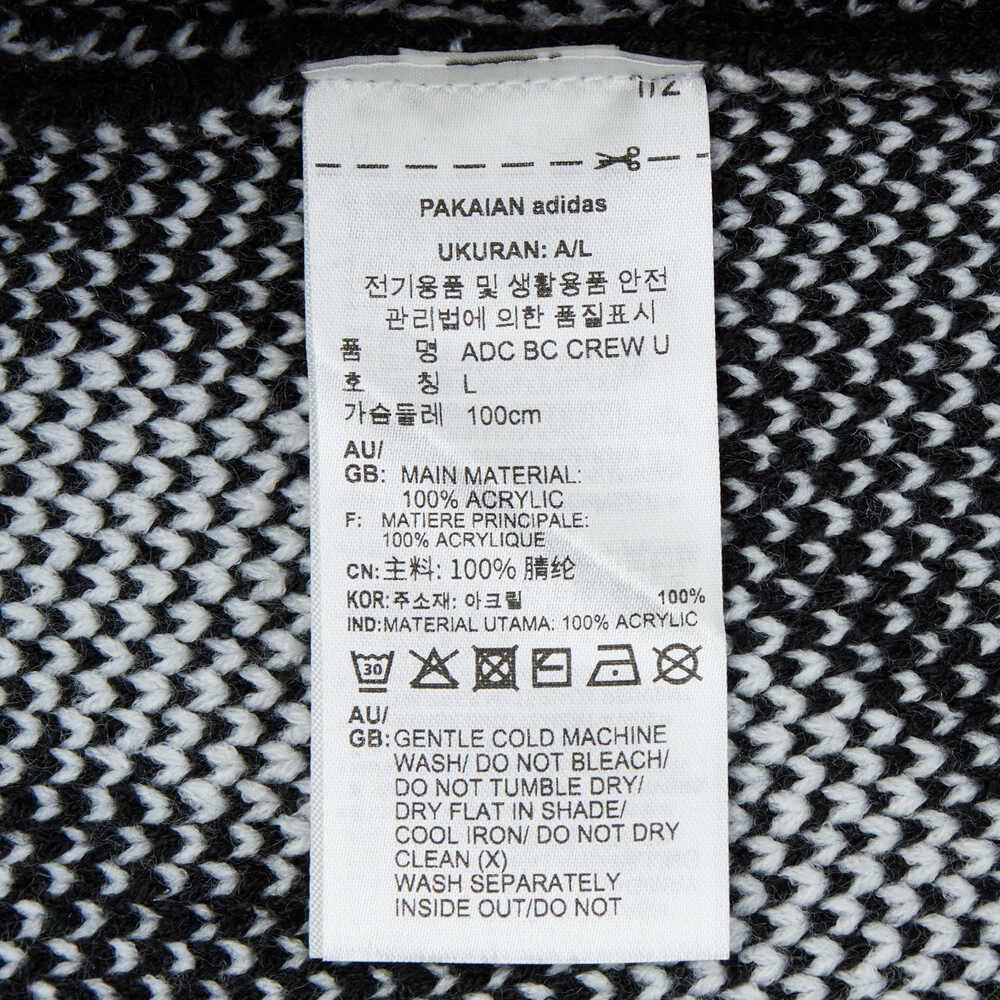 1/2
PAKAIAN adidas
UKURAN: A/L
전기용품 및 생활용품 안전
관리법에 의한 품질표시
품 명 ADC BC CREW U
호 칭 L
가슴둘레 100cm
AU/
GB: MAIN MATERIAL:
100% ACRYLIC
F: MATIERE PRINCIPALE:
100% ACRYLIQUE
CN:主料: 100% 腈纶
KOR:주소재: 아크릴 100%
IND:MATERIAL UTAMA: 100% ACRYLIC
30
AU/
GB:GENTLE COLD MACHINE
WASH/ DO NOT BLEACH/
DO NOT TUMBLE DRY/
DRY FLAT IN SHADE/
COOL IRON/ DO NOT DRY
CLEAN (X)
WASH SEPARATELY
INSIDE OUT/DO NOT